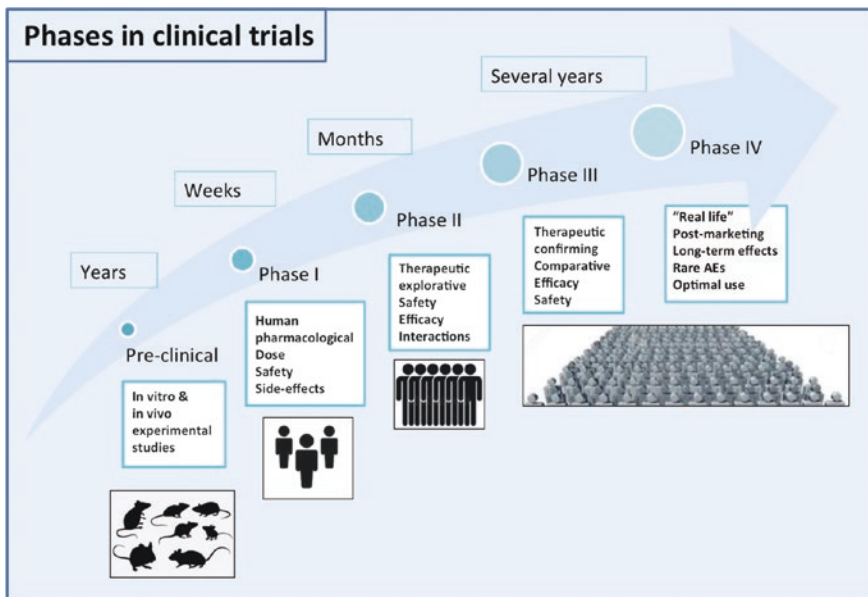 Phases in clinical trials
Several years
Months
Weeks
Years
Phase IV
Phase III
Phase II
Phase I
Pre-clinical
"Real life"
Post-marketing
Long-term effects
Rare AEs
Optimal use
Therapeutic
confirming
Comparative
Efficacy
Safety
Therapeutic
explorative
Safety
Efficacy
Interactions
Human
pharmacological
Dose
Safety
Side-effects
In vitro &
in vivo
experimental
studies